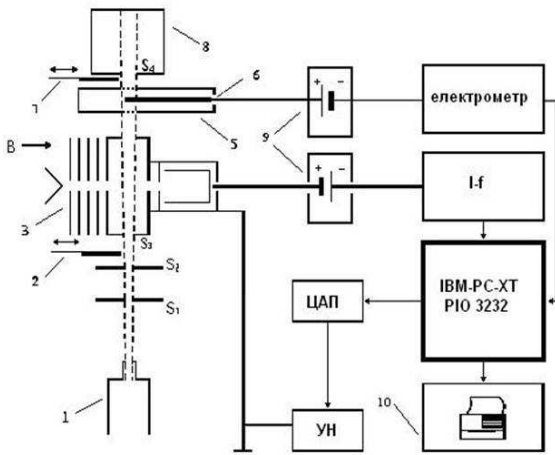 S₄
8
7
6
+ −
електрометр
5
9
B
+ −
I-f
3
S₃
2
S₂
S₁
ЦАП
IBM-PC-XT
PIO 3232
1
УН
10